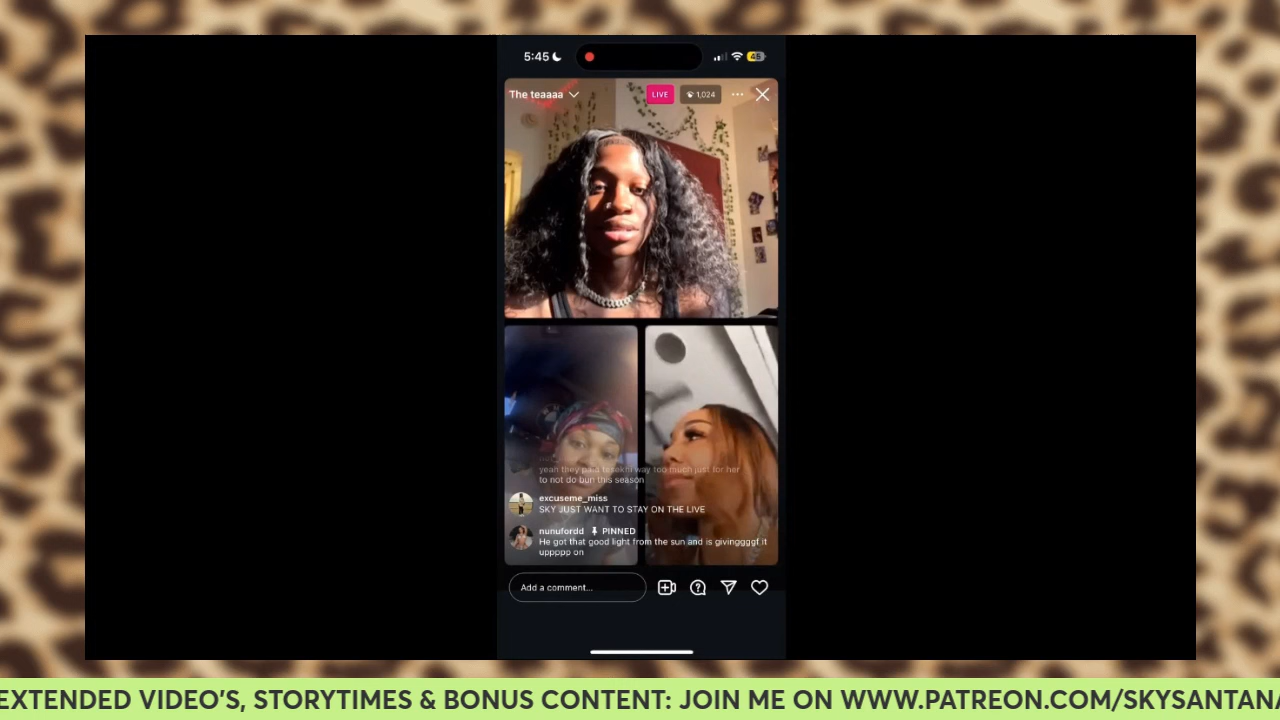 5:45
45
The teaaaa
LIVE
1,024
yeah they paid way too much just for her
to not do bun this season
excuseme_miss
SKY JUST WANT TO STAY ON THE LIVE
nunufordd PINNED
He got that good light from the sun and is givinggggf it
uppppp on
Add a comment...
EXTENDED VIDEO'S, STORYTIMES & BONUS CONTENT: JOIN ME ON WWW.PATREON.COM/SKYSANTANA